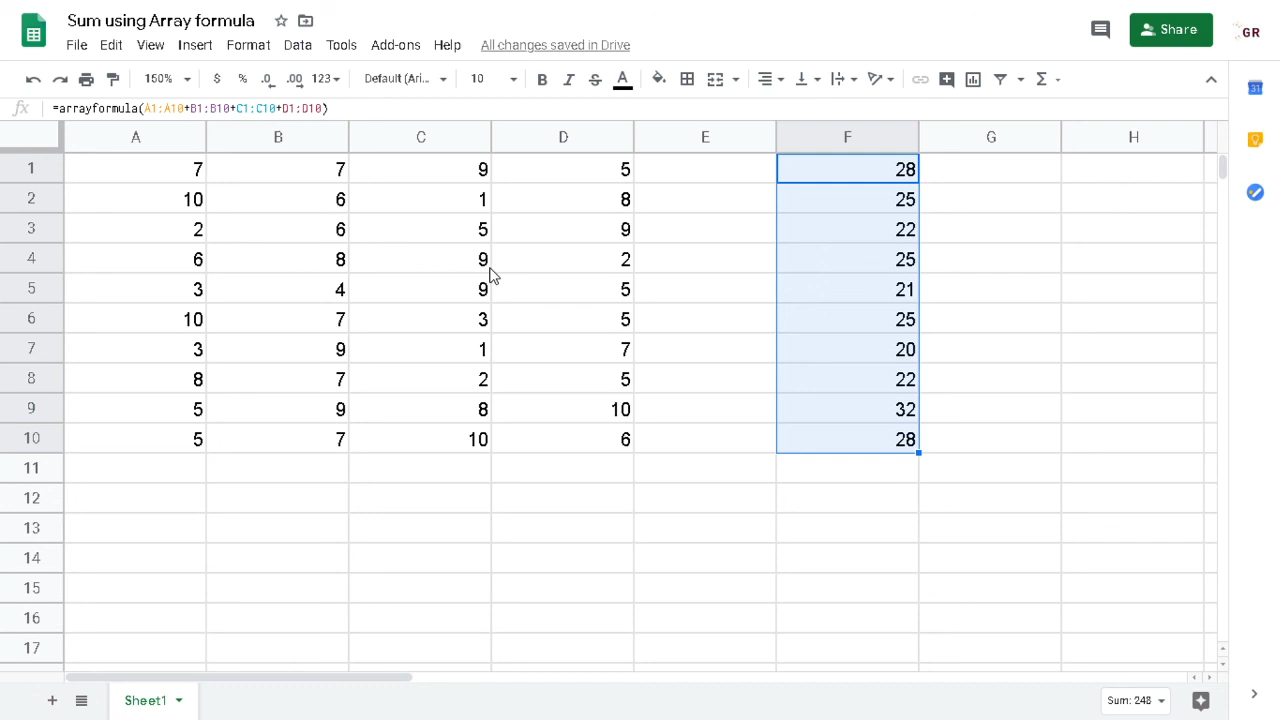 Sum using Array formula
File Edit View Insert Format Data Tools Add-ons Help All changes saved in Drive
Share
GR
150% $ % .0 .00 123 Default (Ari... 10 B I S A Σ
fx =arrayformula(A1:A10+B1:B10+C1:C10+D1:D10)
31
A B C D E F G H
1 7 7 9 5 28
2 10 6 1 8 25
3 2 6 5 9 22
4 6 8 9 2 25
5 3 4 9 5 21
6 10 7 3 5 25
7 3 9 1 7 20
8 8 7 2 5 22
9 5 9 8 10 32
10 5 7 10 6 28
11
12
13
14
15
16
17
Sheet1
Sum: 248